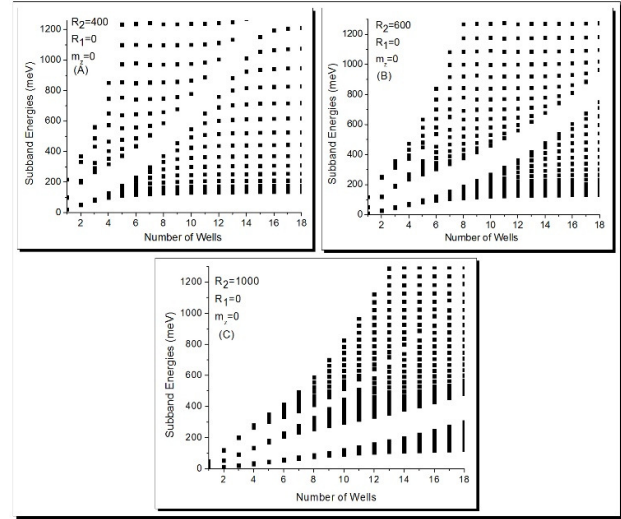 R2=400
R1=0
mz=0
(A)
Subband Energies (meV)
1200
1000
800
600
400
200
0
2 4 6 8 10 12 14 16 18
Number of Wells
R2=600
R1=0
mz=0
(B)
Subband Energies (meV)
1200
1000
800
600
400
200
0
2 4 6 8 10 12 14 16 18
Number of Wells
R2=1000
R1=0
mz=0
(C)
Subband Energies (meV)
1200
1000
800
600
400
200
0
2 4 6 8 10 12 14 16 18
Number of Wells